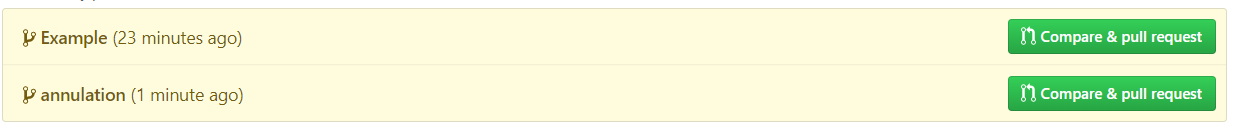 Example (23 minutes ago) Compare & pull request
annulation (1 minute ago) Compare & pull request